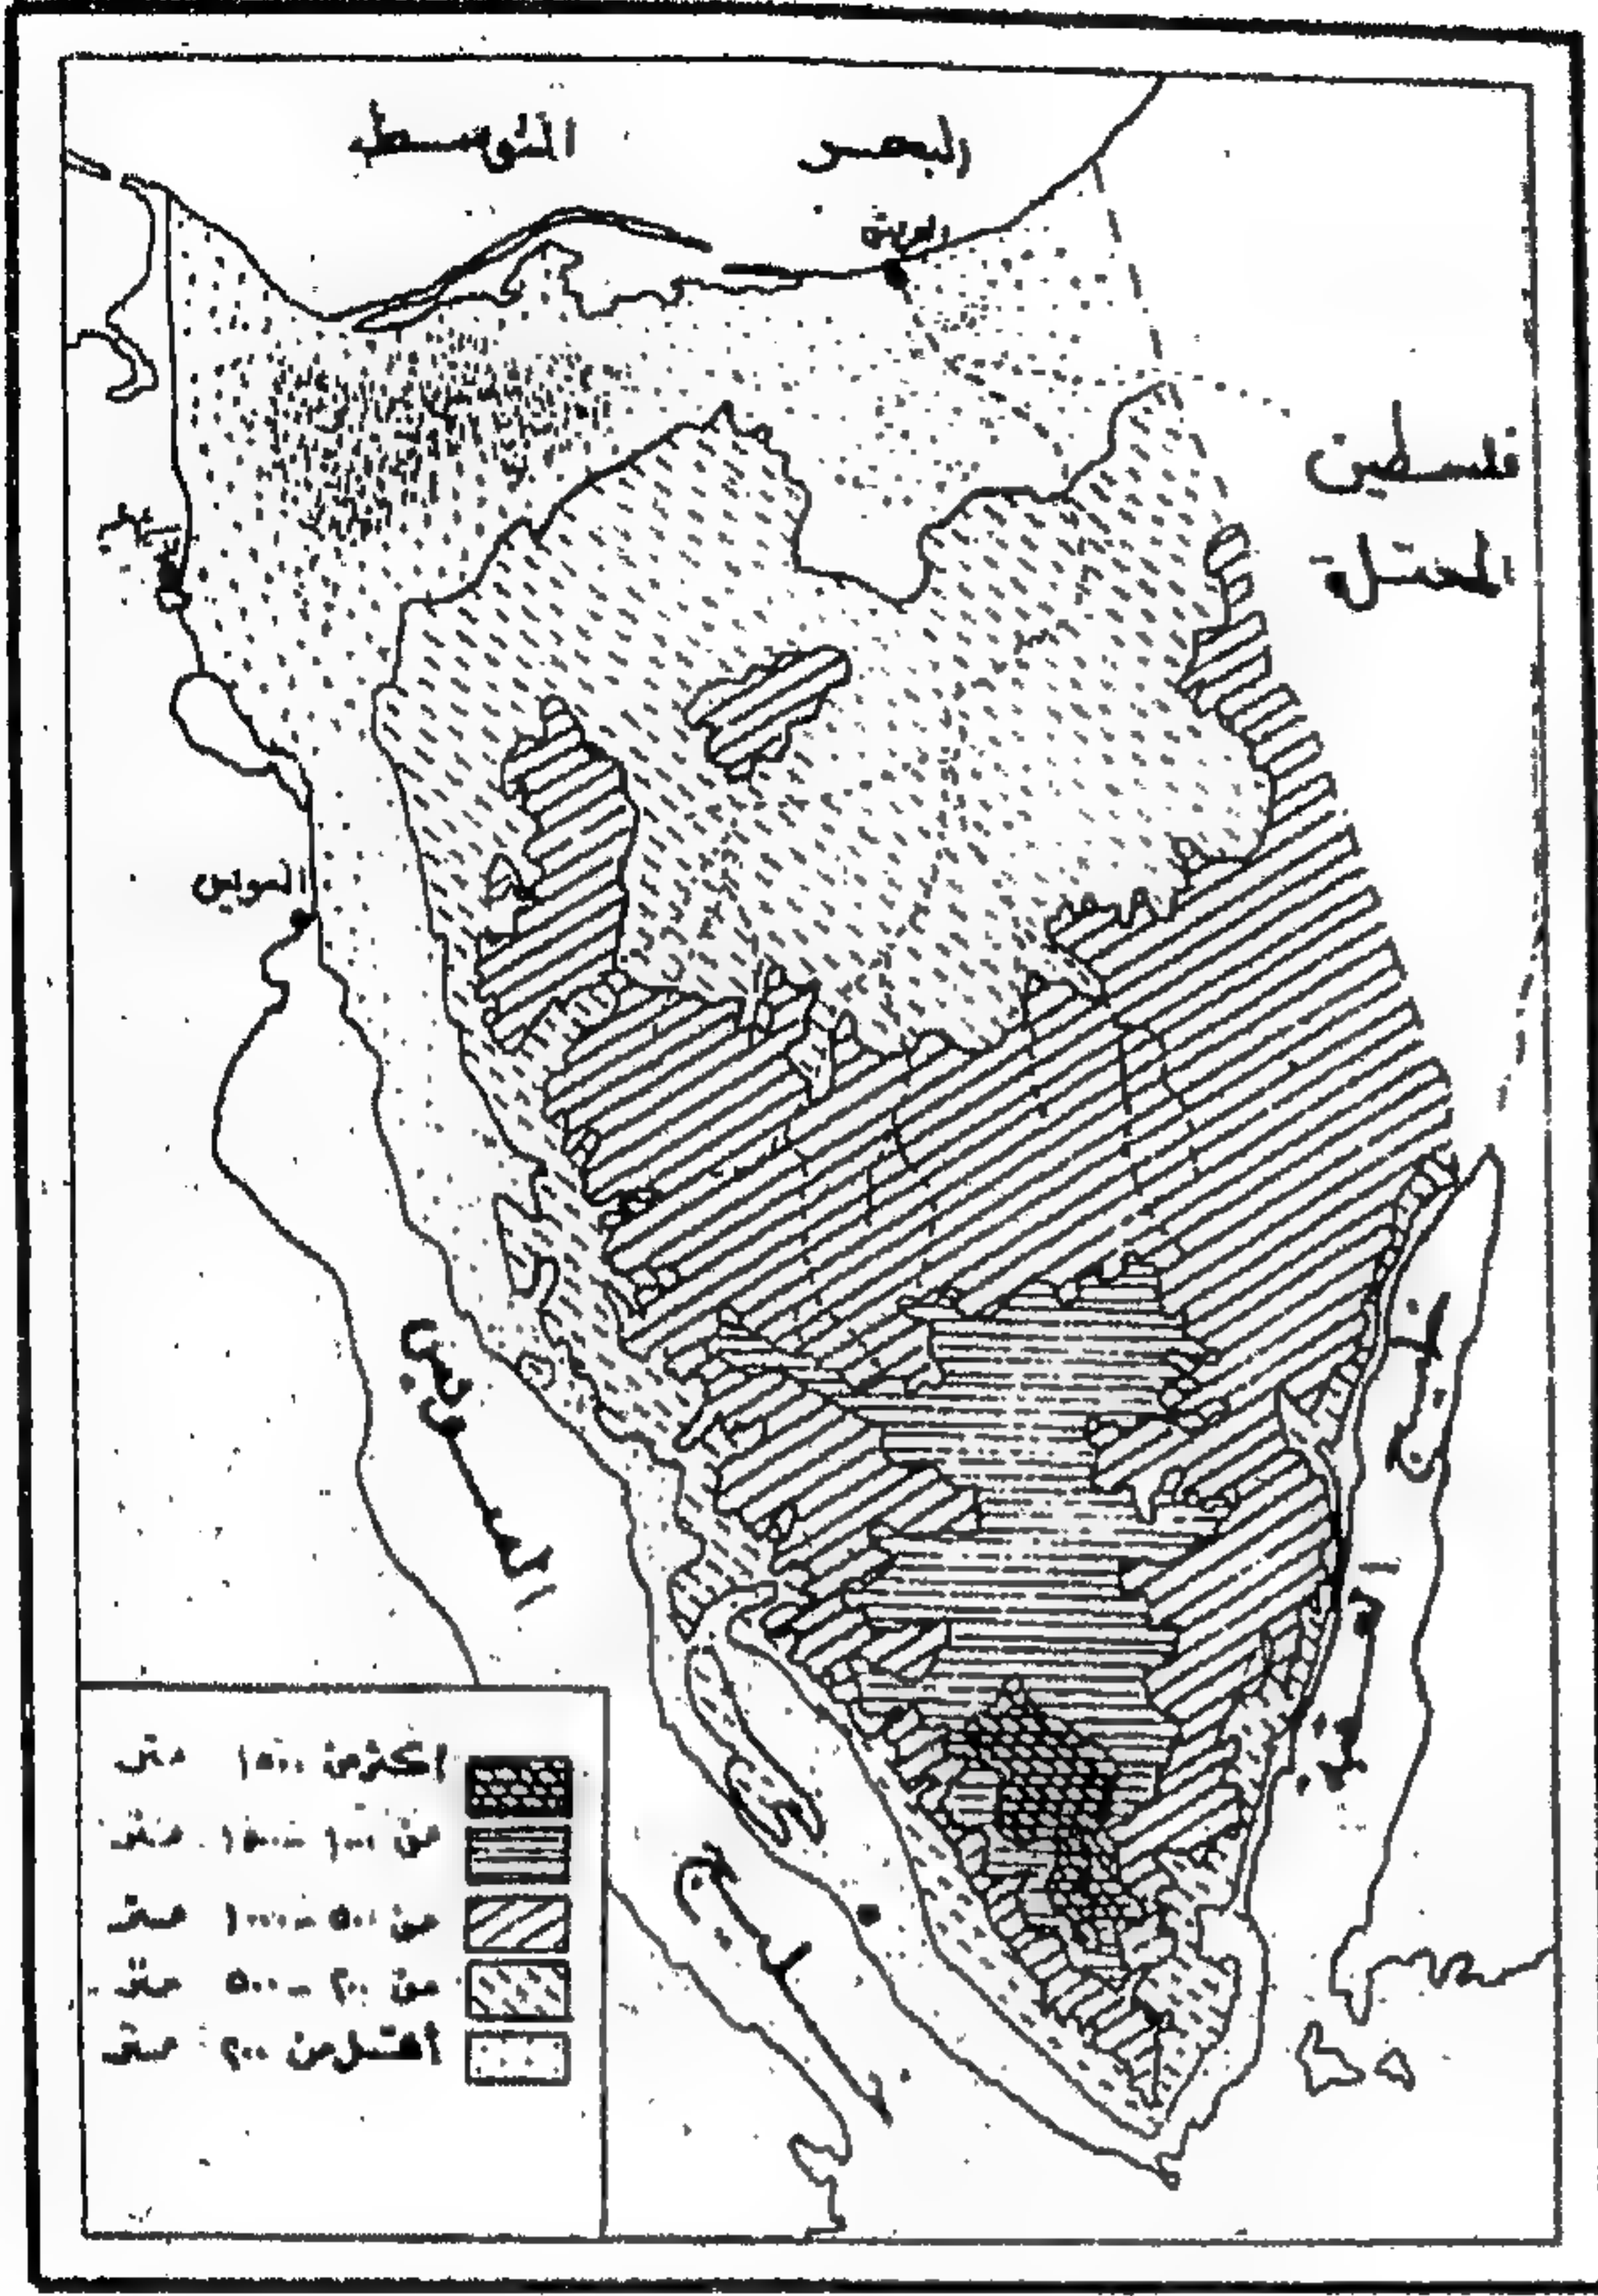 البحر المتوسط
العريش
فلسطين
المحتلة
السويس
خليج السويس
خليج
أكثر من ١٥٠٠ متر
من ١٠٠٠ - ١٥٠٠ متر
من ٥٠٠ - ١٠٠٠ متر
من ٢٠٠ - ٥٠٠ متر
أقل من ٢٠٠ متر